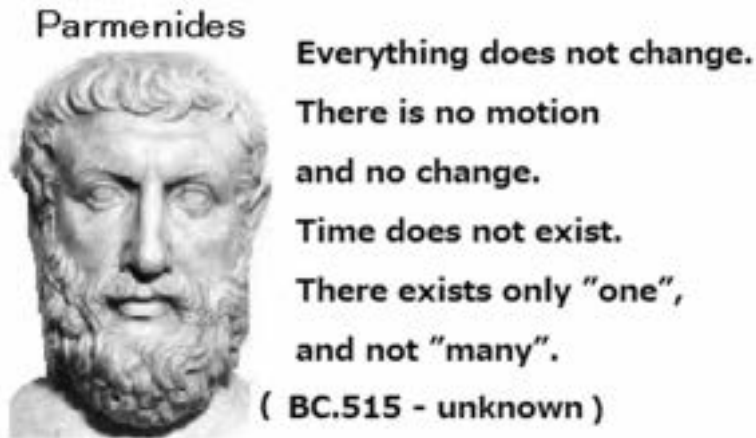 Parmenides
Everything does not change.
There is no motion
and no change.
Time does not exist.
There exists only ”one”,
and not ”many”.
( BC.515 - unknown )